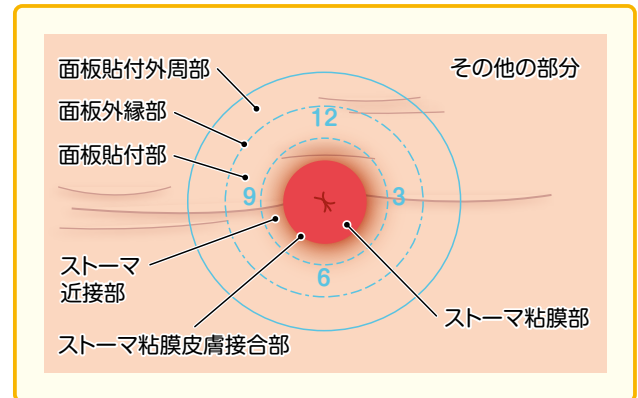 面板貼付外周部
その他の部分
面板外縁部
12
面板貼付部
9
3
ストーマ
近接部
6
ストーマ粘膜部
ストーマ粘膜皮膚接合部